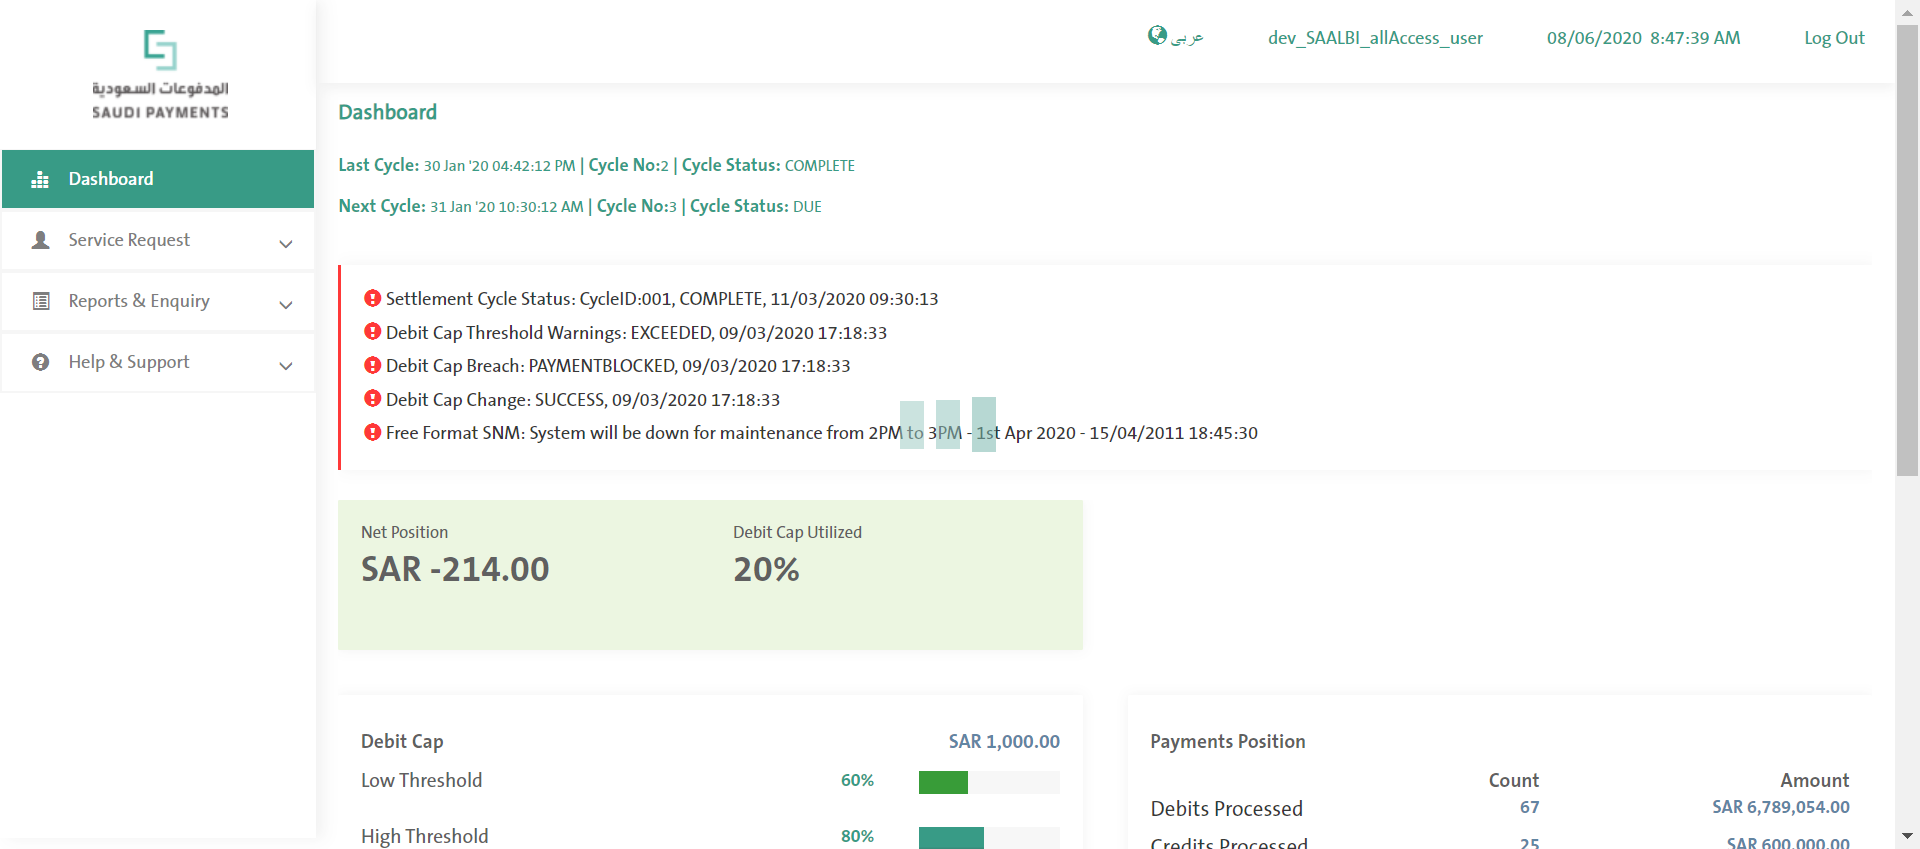 المدفوعات السعودية
SAUDI PAYMENTS
عربى
dev_SAALBI_allAccess_user
08/06/2020 8:47:39 AM
Log Out
Dashboard
Service Request
Reports & Enquiry
Help & Support
Dashboard
Last Cycle: 30 Jan '20 04:42:12 PM | Cycle No:2 | Cycle Status: COMPLETE
Next Cycle: 31 Jan '20 10:30:12 AM | Cycle No:3 | Cycle Status: DUE
Settlement Cycle Status: CycleID:001, COMPLETE, 11/03/2020 09:30:13
Debit Cap Threshold Warnings: EXCEEDED, 09/03/2020 17:18:33
Debit Cap Breach: PAYMENTBLOCKED, 09/03/2020 17:18:33
Debit Cap Change: SUCCESS, 09/03/2020 17:18:33
Free Format SNM: System will be down for maintenance from 2PM to 3PM - 1st Apr 2020 - 15/04/2011 18:45:30
Net Position
SAR -214.00
Debit Cap Utilized
20%
Debit Cap SAR 1,000.00
Low Threshold 60%
High Threshold 80%
Payments Position
Count Amount
Debits Processed 67 SAR 6,789,054.00
Credits Processed 25 SAR 600,000.00